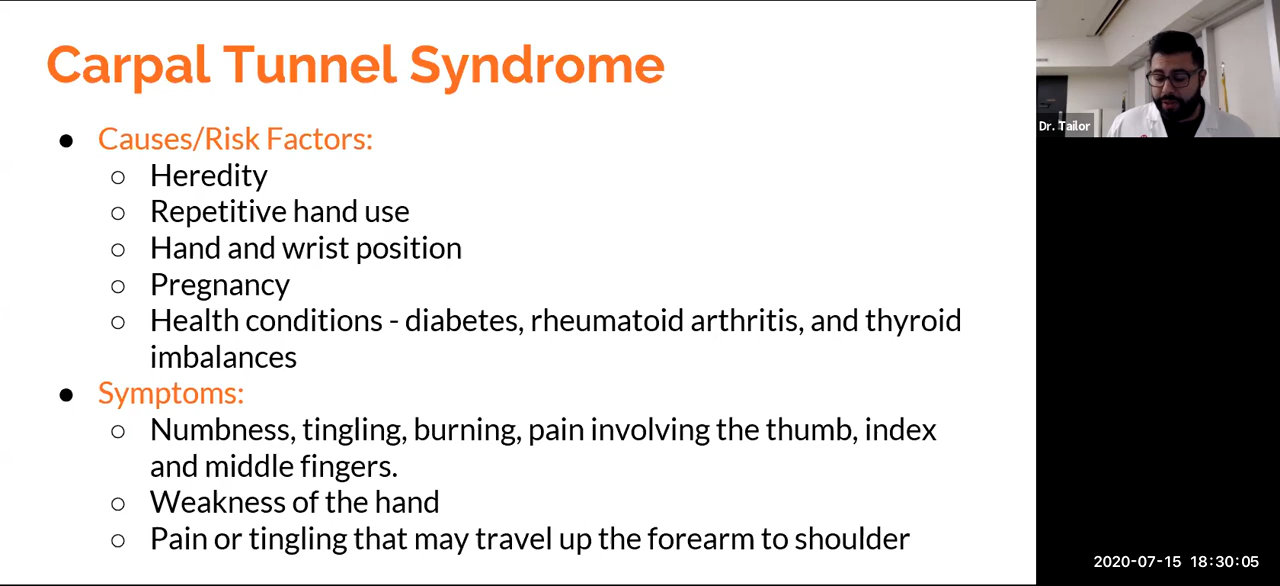 Carpal Tunnel Syndrome
● Causes/Risk Factors:
○ Heredity
○ Repetitive hand use
○ Hand and wrist position
○ Pregnancy
○ Health conditions - diabetes, rheumatoid arthritis, and thyroid
imbalances
● Symptoms:
○ Numbness, tingling, burning, pain involving the thumb, index
and middle fingers.
○ Weakness of the hand
○ Pain or tingling that may travel up the forearm to shoulder
Dr. Tailor
2020-07-15 18:30:05